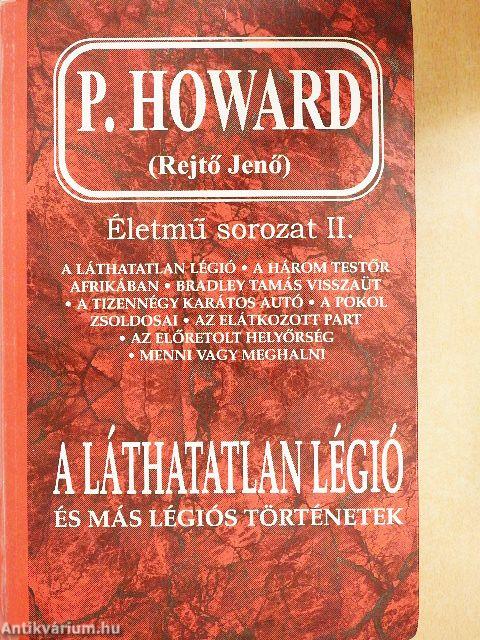 P. HOWARD
(Rejtő Jenő)
Életmű sorozat II.
A LÁTHATATLAN LÉGIÓ • A HÁROM TESTŐR
AFRIKÁBAN • BRADLEY TAMÁS VISSZAÜT
• A TIZENNÉGY KARÁTOS AUTÓ • A POKOL
ZSOLDOSAI • AZ ELÁTKOZOTT PART
• AZ ELŐRETOLT HELYŐRSÉG
• MENNI VAGY MEGHALNI
A LÁTHATATLAN LÉGIÓ
ÉS MÁS LÉGIÓS TÖRTÉNETEK
Antikvárium.hu